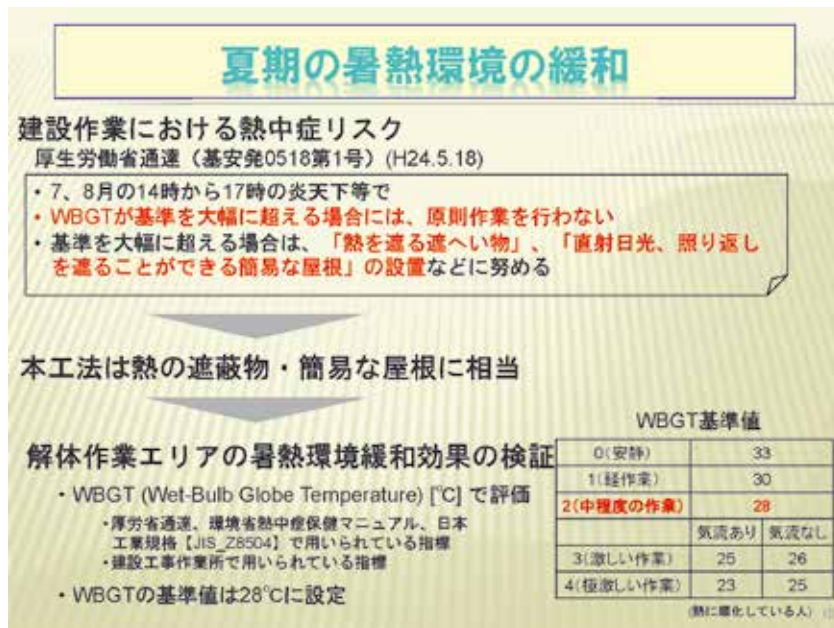 夏期の暑熱環境の緩和
建設作業における熱中症リスク
厚生労働省通達（基安発0518第1号）(H24.5.18)
・7、8月の14時から17時の炎天下等で
・WBGTが基準を大幅に超える場合には、原則作業を行わない
・基準を大幅に超える場合は、「熱を遮る遮へい物」、「直射日光、照り返し
を遮ることができる簡易な屋根」の設置などに努める
本工法は熱の遮蔽物・簡易な屋根に相当
解体作業エリアの暑熱環境緩和効果の検証
・WBGT (Wet-Bulb Globe Temperature) [℃] で評価
・厚労省通達、環境省熱中症保健マニュアル、日本
工業規格【JIS_Z8504】で用いられている指標
・建設工事作業所で用いられている指標
・WBGTの基準値は28℃に設定
WBGT基準値
0(安静) 33
1(軽作業) 30
2(中程度の作業) 28
気流あり 気流なし
3(激しい作業) 25 26
4(極激しい作業) 23 25
(熱に順化している人)